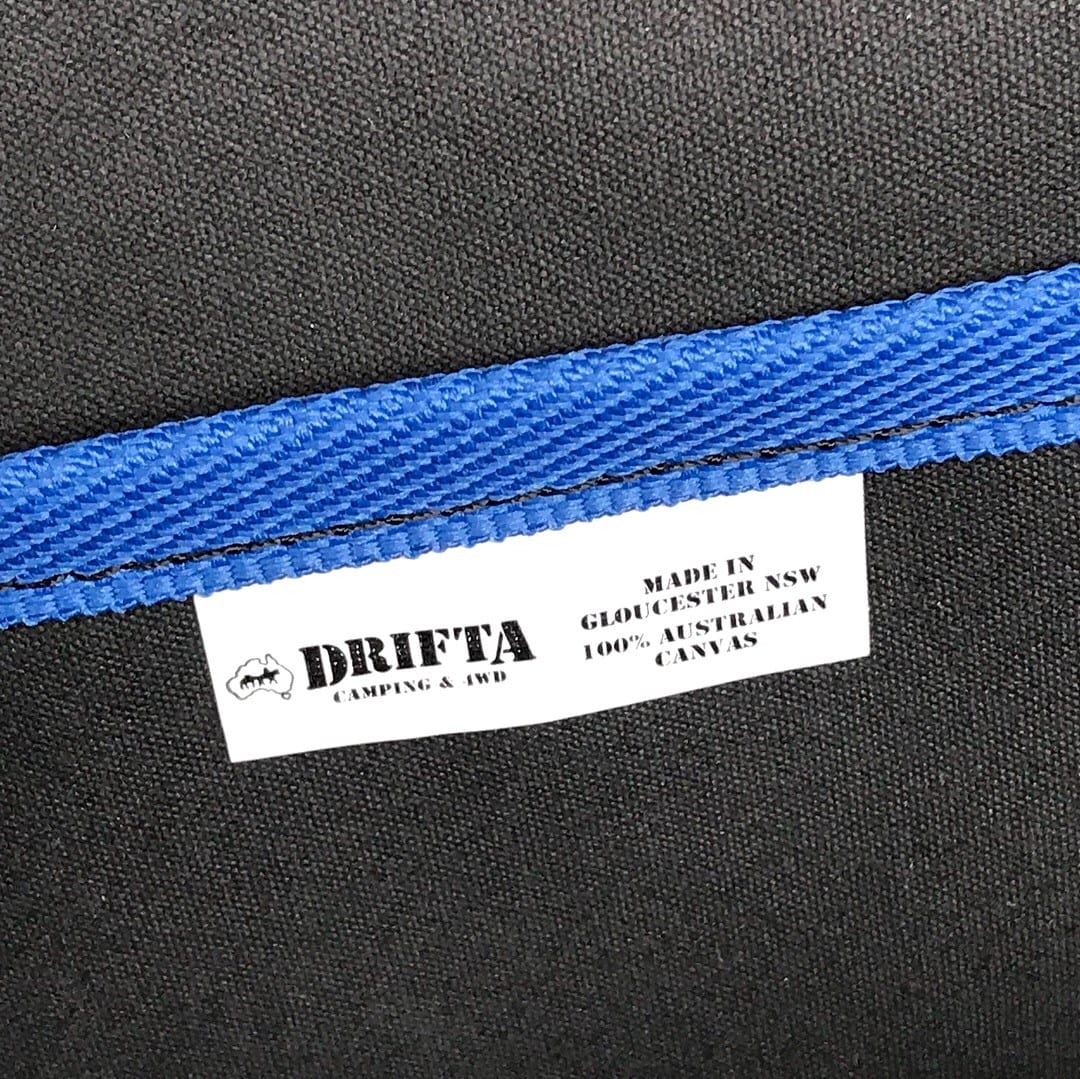 DRIFTA
CAMPING & 4WD
MADE IN
GLOUCESTER NSW
100% AUSTRALIAN
CANVAS